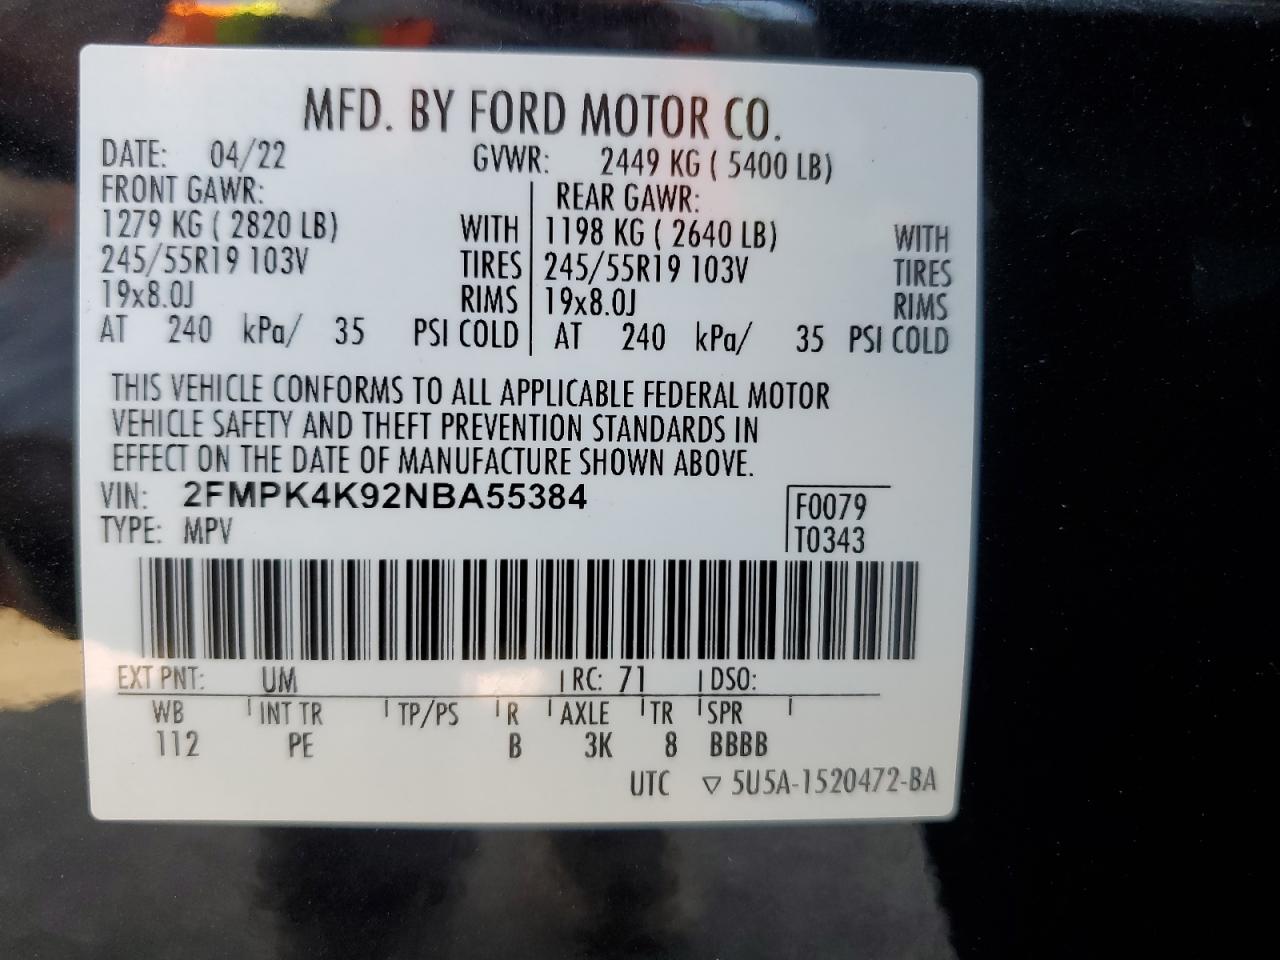 MFD. BY FORD MOTOR CO.
DATE: 04/22 GVWR: 2449 KG ( 5400 LB)
FRONT GAWR: REAR GAWR:
1279 KG ( 2820 LB) WITH 1198 KG ( 2640 LB) WITH
245/55R19 103V TIRES 245/55R19 103V TIRES
19x8.0J RIMS 19x8.0J RIMS
AT 240 kPa/ 35 PSI COLD AT 240 kPa/ 35 PSI COLD
THIS VEHICLE CONFORMS TO ALL APPLICABLE FEDERAL MOTOR
VEHICLE SAFETY AND THEFT PREVENTION STANDARDS IN
EFFECT ON THE DATE OF MANUFACTURE SHOWN ABOVE.
VIN: 2FMPK4K92NBA55384 F0079
TYPE: MPV T0343
EXT PNT: UM RC: 71 DSO:
WB INT TR TP/PS R AXLE TR SPR
112 PE B 3K 8 BBBB
UTC ▽ 5U5A-1520472-BA